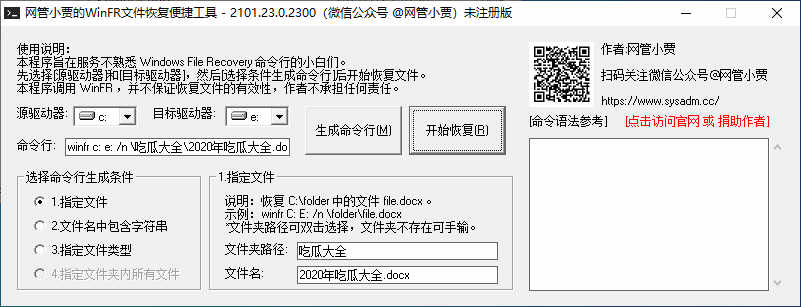 网管小贾的WinFR文件恢复便捷工具 - 2101.23.0.2300（微信公众号 @网管小贾）未注册版
使用说明：
本程序旨在服务不熟悉 Windows File Recovery 命令行的小白们。
先选择[源驱动器]和[目标驱动器]，然后[选择条件生成命令行]后开始恢复文件。
本程序调用 WinFR ，并不保证恢复文件的有效性，作者不承担任何责任。
源驱动器: c: 目标驱动器: e: 生成命令行(M) 开始恢复(R)
命令行: winfr c: e: /n \吃瓜大全\2020年吃瓜大全.do
选择命令行生成条件
1.指定文件
2.文件名中包含字符串
3.指定文件类型
4.指定文件夹内所有文件
1.指定文件
说明：恢复 C:\folder 中的文件 file.docx 。
示例：winfr C: E: /n \folder\file.docx
*文件夹路径可双击选择，文件夹不存在可手输。
文件夹路径: 吃瓜大全
文件名: 2020年吃瓜大全.docx
作者:网管小贾
扫码关注微信公众号@网管小贾
https://www.sysadm.cc/
[命令语法参考] [点击访问官网 或 捐助作者]